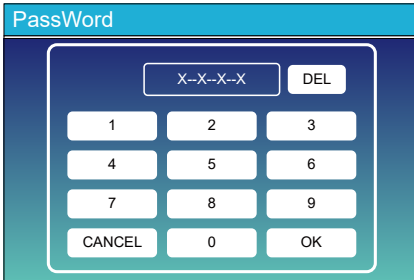 PassWord
X--X--X--X DEL
1 2 3
4 5 6
7 8 9
CANCEL 0 OK